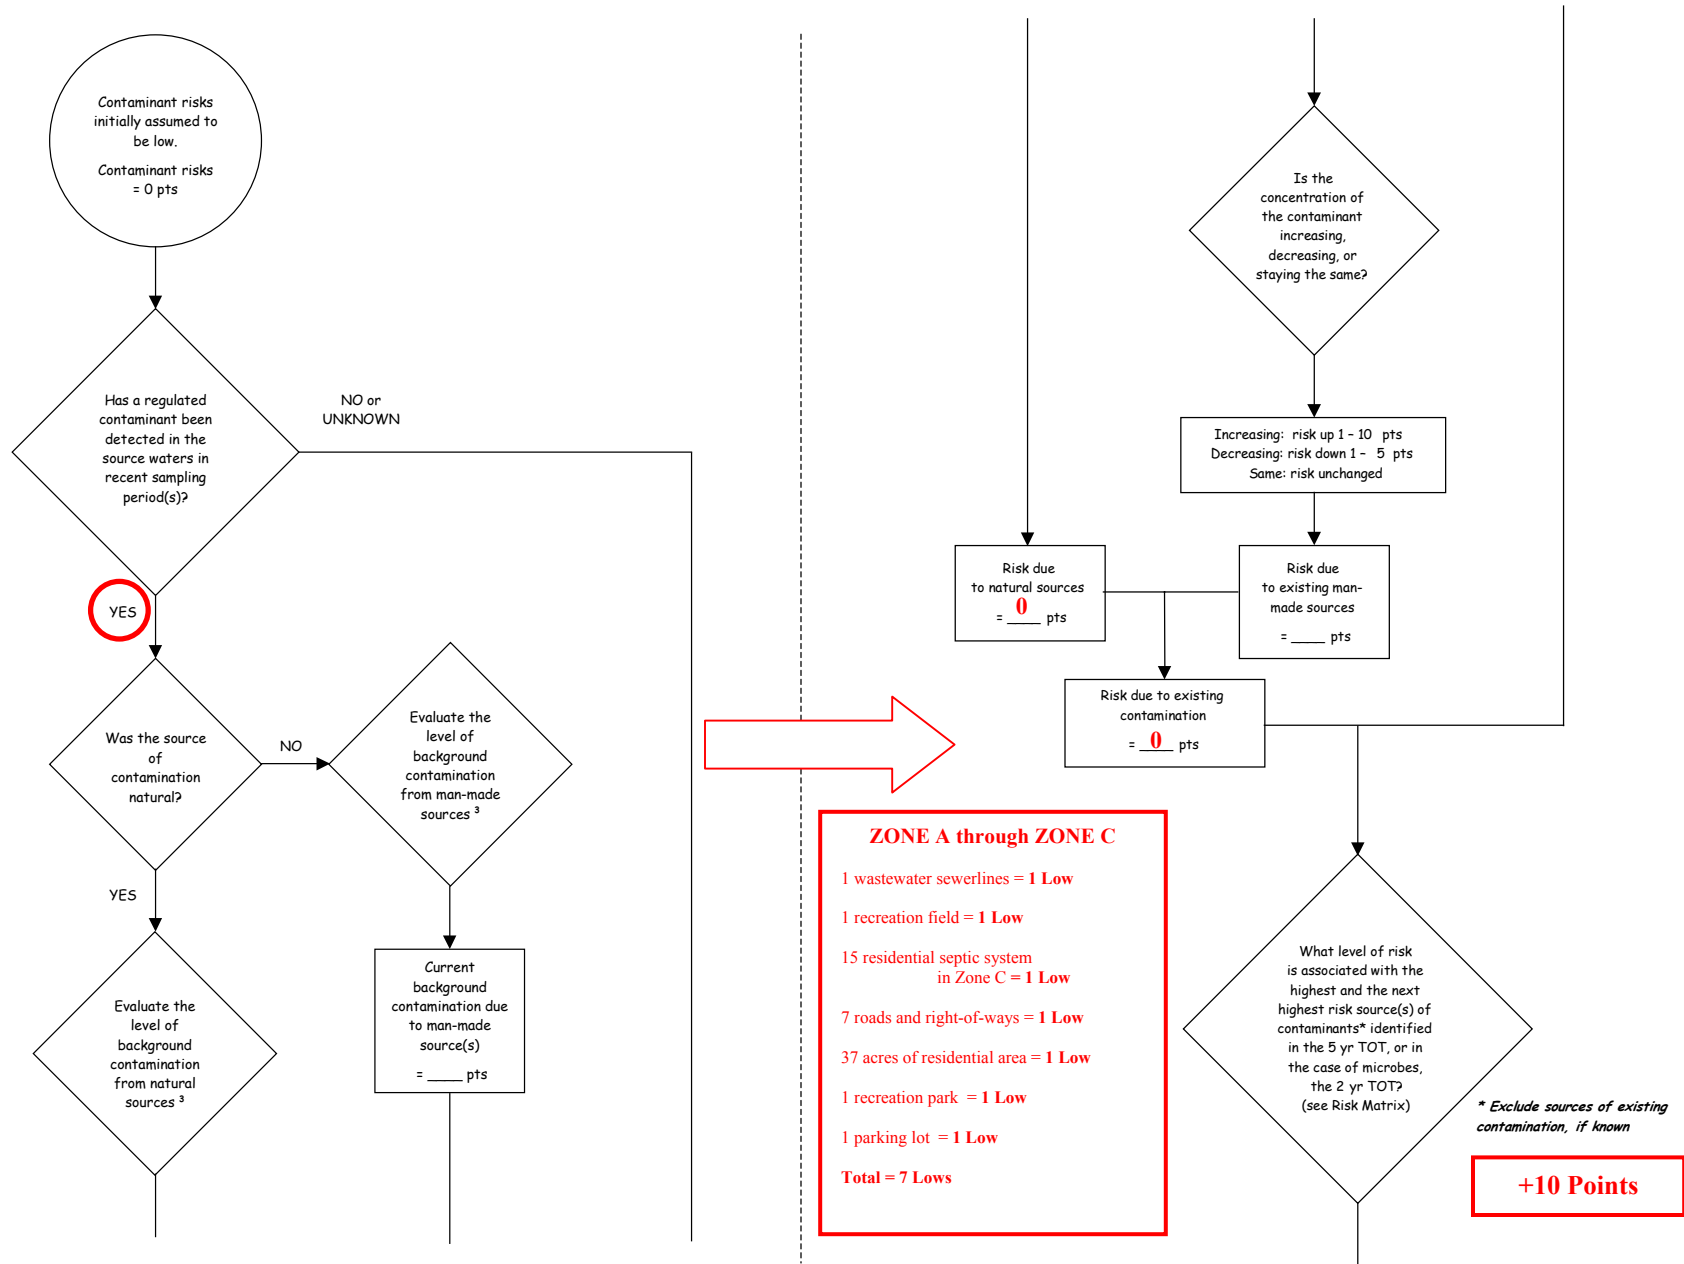 Contaminant risks
initially assumed to
be low.
Contaminant risks
= 0 pts
Has a regulated
contaminant been
detected in the
source waters in
recent sampling
period(s)?
NO or
UNKNOWN
YES
Was the source
of
contamination
natural?
NO
Evaluate the
level of
background
contamination
from man-made
sources ³
YES
Evaluate the
level of
background
contamination
from natural
sources ³
Current
background
contamination due
to man-made
source(s)
= ____ pts
Is the
concentration of
the contaminant
increasing,
decreasing, or
staying the same?
Increasing: risk up 1 – 10 pts
Decreasing: risk down 1 – 5 pts
Same: risk unchanged
Risk due
to natural sources
= 0 pts
Risk due
to existing man-
made sources
= ____ pts
Risk due to existing
contamination
= 0 pts
ZONE A through ZONE C
1 wastewater sewerlines = 1 Low
1 recreation field = 1 Low
15 residential septic system
in Zone C = 1 Low
7 roads and right-of-ways = 1 Low
37 acres of residential area = 1 Low
1 recreation park = 1 Low
1 parking lot = 1 Low
Total = 7 Lows
What level of risk
is associated with the
highest and the next
highest risk source(s) of
contaminants* identified
in the 5 yr TOT, or in
the case of microbes,
the 2 yr TOT?
(see Risk Matrix)
* Exclude sources of existing
contamination, if known
+10 Points